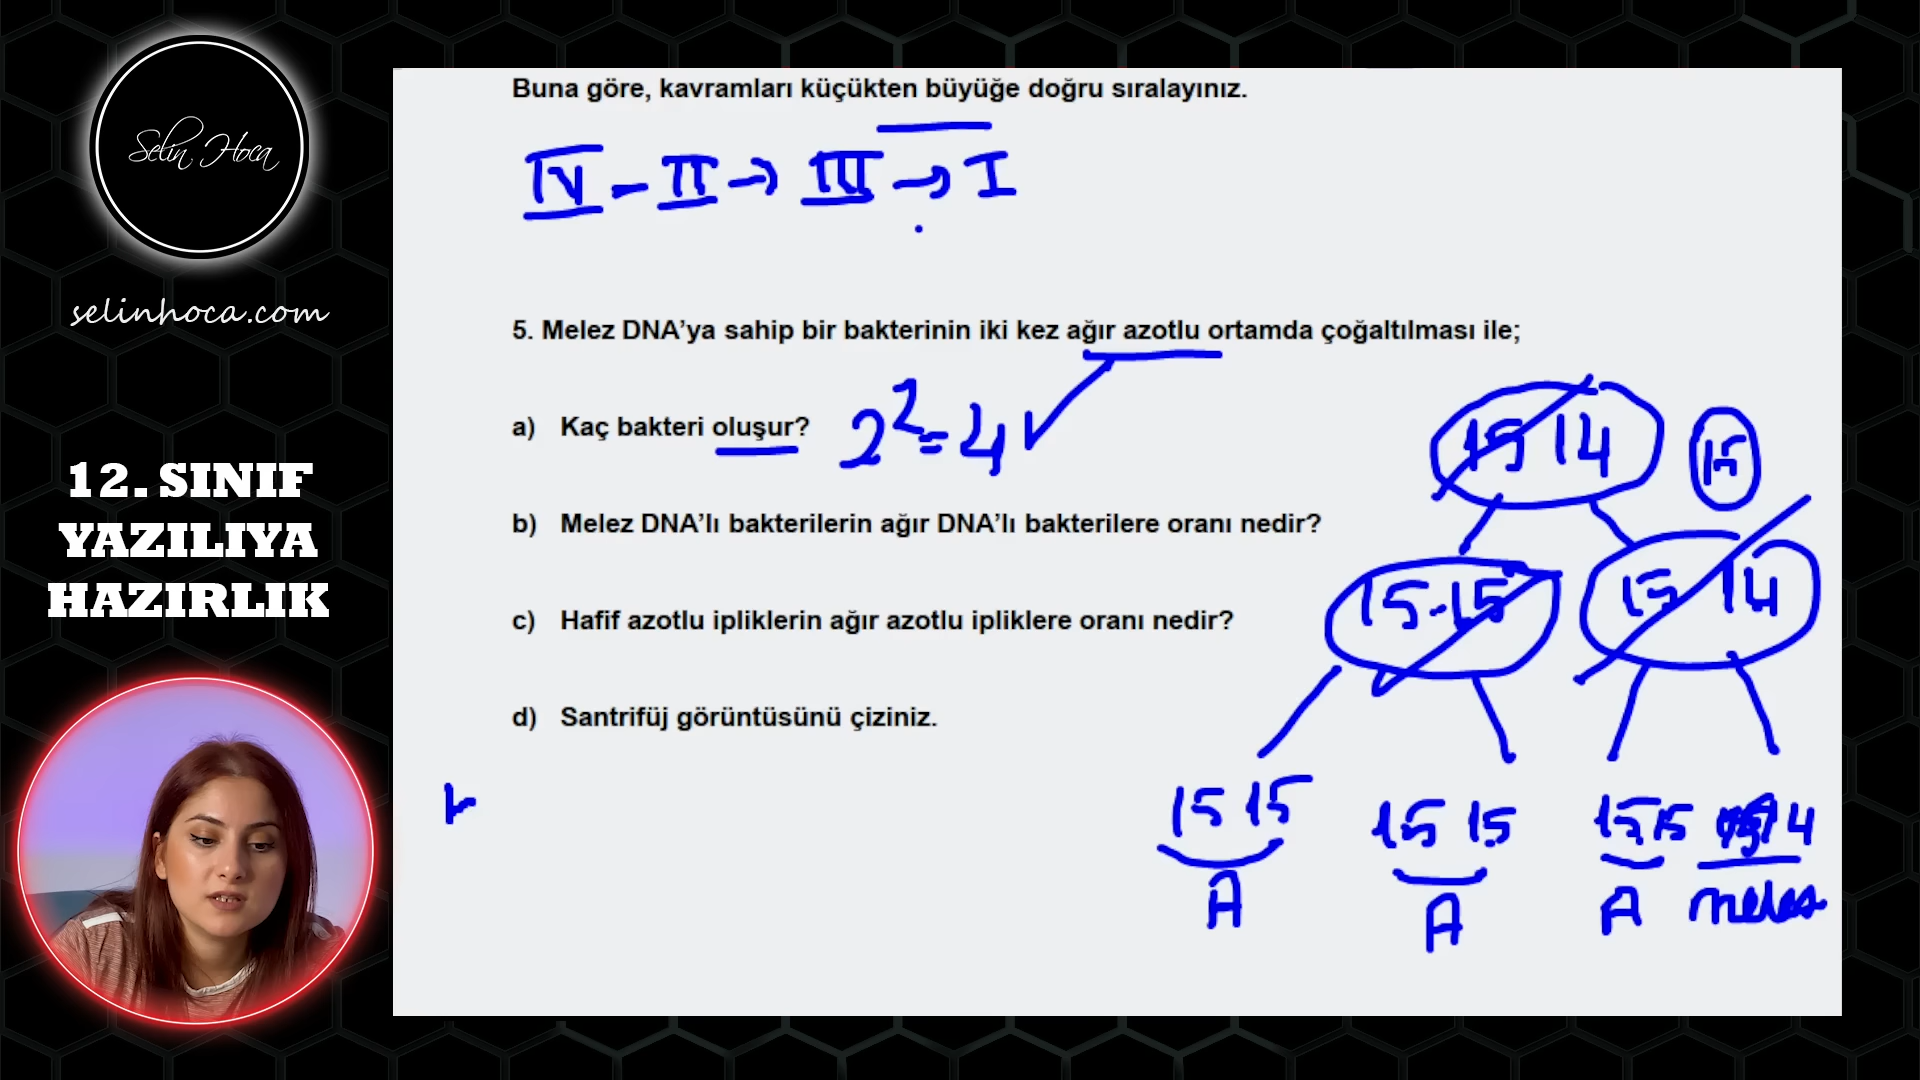 Selin Hoca
selinhoca.com
12. SINIF
YAZILIYA
HAZIRLIK
Buna göre, kavramları küçükten büyüğe doğru sıralayınız.
IV - II → III → I
5. Melez DNA'ya sahip bir bakterinin iki kez ağır azotlu ortamda çoğaltılması ile;
a) Kaç bakteri oluşur? 2² = 4 ✓
b) Melez DNA'lı bakterilerin ağır DNA'lı bakterilere oranı nedir?
c) Hafif azotlu ipliklerin ağır azotlu ipliklere oranı nedir?
d) Santrifüj görüntüsünü çiziniz.
15 14 15
15-15 15 14
15 15 15 15 15 15 14
A A A melez